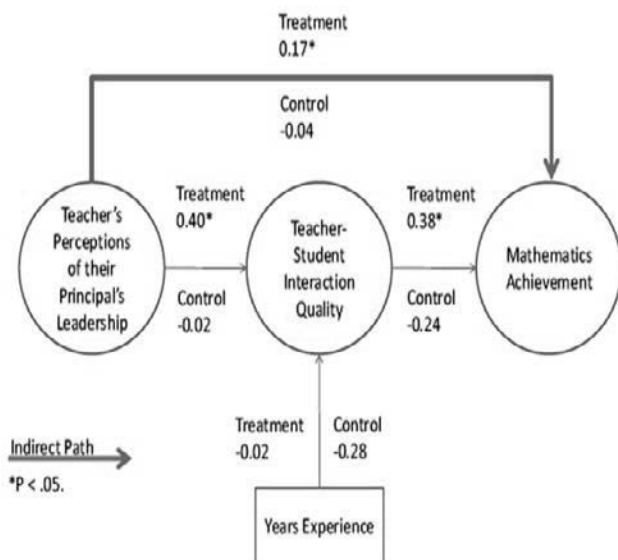 Treatment
0.17*
Control
-0.04
Teacher's
Perceptions
of their
Principal's
Leadership
Treatment
0.40*
Control
-0.02
Teacher-
Student
Interaction
Quality
Treatment
0.38*
Control
-0.24
Mathematics
Achievement
Treatment
-0.02
Control
-0.28
Indirect Path
*P < .05.
Years Experience